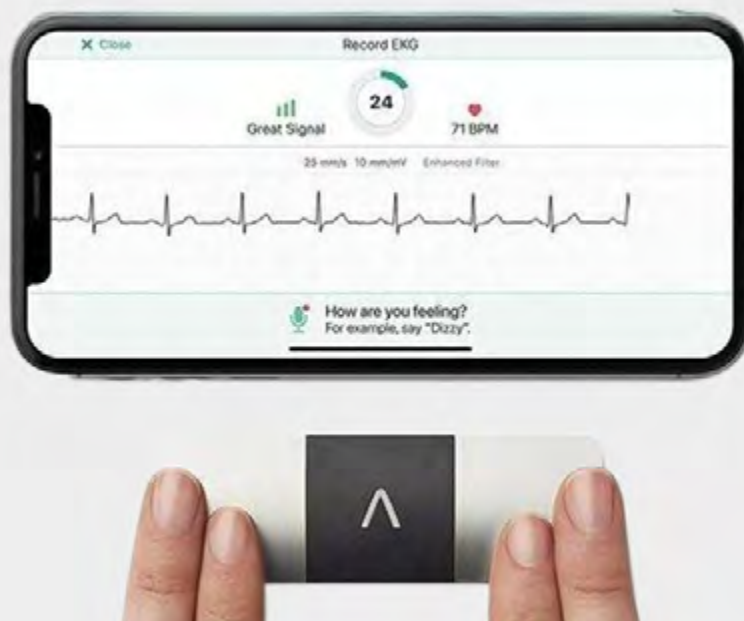 X Close
Record EKG
24
Great Signal
71 BPM
25 mm/s 10 mm/mV Enhanced Filter
How are you feeling?
For example, say "Dizzy".